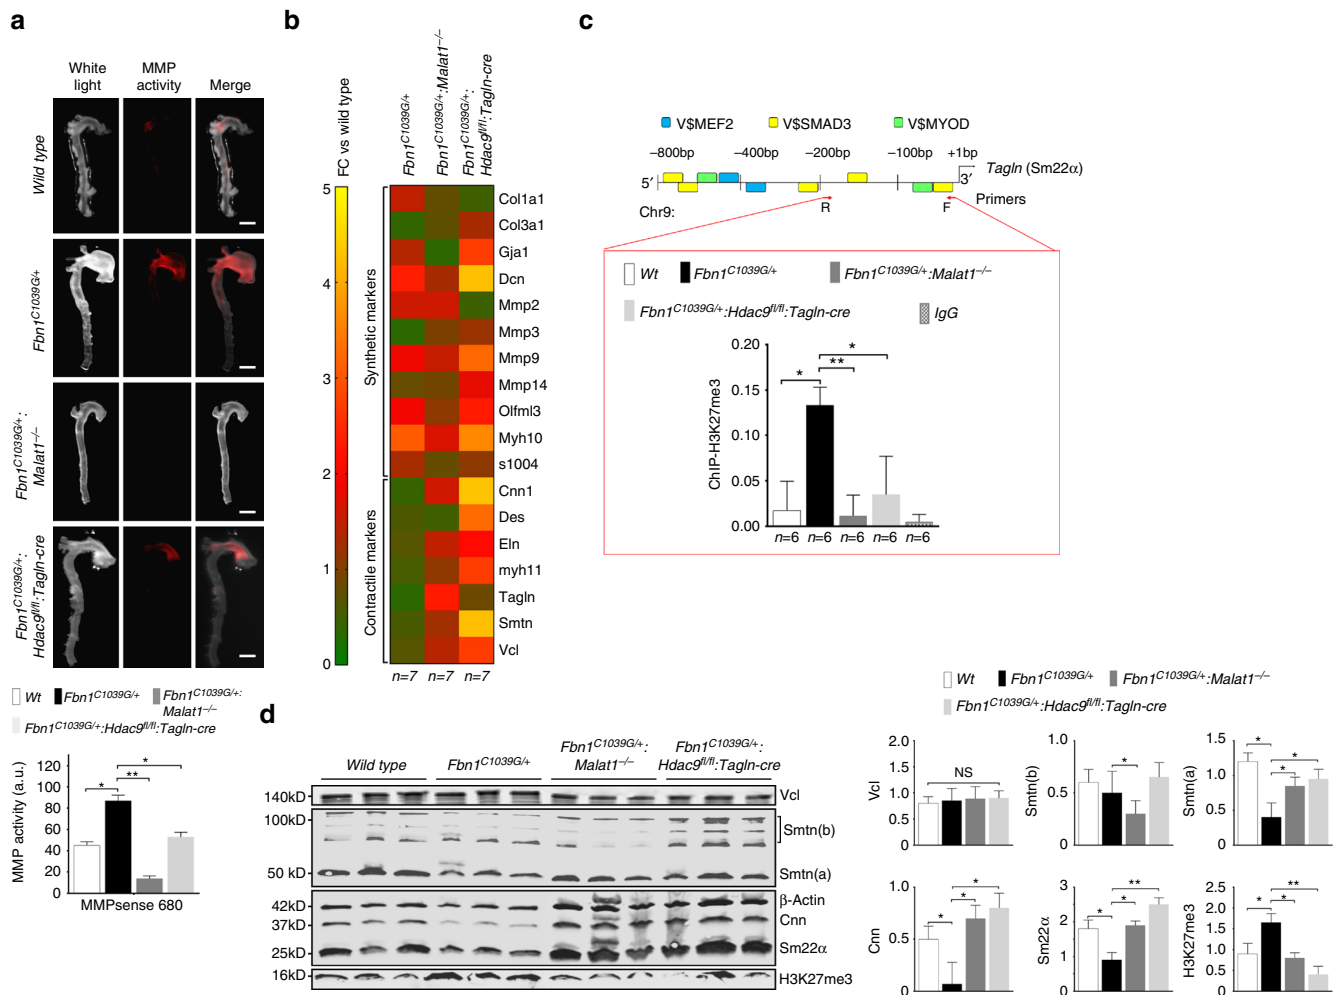 a
White light
MMP activity
Merge
Wild type
Fbn1C1039G/+
Fbn1C1039G/+:
Malat1–/–
Fbn1C1039G/+:
Hdac9fl/fl:Tagln-cre
Wt
Fbn1C1039G/+
Fbn1C1039G/+:
Malat1–/–
Fbn1C1039G/+:Hdac9fl/fl:Tagln-cre
MMP activity (a.u.)
120
100
80
60
40
20
0
*
**
*
MMPsense 680
b
FC vs wild type
5
4
3
2
1
0
Fbn1C1039G/+
Fbn1C1039G/+:Malat1–/–
Fbn1C1039G/+:
Hdac9fl/fl:Tagln-cre
Synthetic markers
Contractile markers
Col1a1
Col3a1
Gja1
Dcn
Mmp2
Mmp3
Mmp9
Mmp14
Olfml3
Myh10
s1004
Cnn1
Des
Eln
myh11
Tagln
Smtn
Vcl
n=7 n=7 n=7
c
V$MEF2 V$SMAD3 V$MYOD
–800bp –400bp –200bp –100bp +1bp
Tagln (Sm22α)
5′ 3′
Chr9: R F Primers
Wt Fbn1C1039G/+ Fbn1C1039G/+:Malat1–/–
Fbn1C1039G/+:Hdac9fl/fl:Tagln-cre IgG
ChIP-H3K27me3
0.20
0.15
0.10
0.05
0.00
*
**
*
n=6 n=6 n=6 n=6 n=6
d
Wild type
Fbn1C1039G/+
Fbn1C1039G/+:
Malat1–/–
Fbn1C1039G/+:
Hdac9fl/fl:Tagln-cre
140kD Vcl
100kD Smtn(b)
50 kD Smtn(a)
42kD β-Actin
37kD Cnn
25kD Sm22α
16kD H3K27me3
Wt Fbn1C1039G/+ Fbn1C1039G/+:Malat1–/–
Fbn1C1039G/+:Hdac9fl/fl:Tagln-cre
Vcl
2.0
1.5
1.0
0.5
0
NS
Smtn(b)
1.0
0.5
0
*
Smtn(a)
1.5
1.0
0.5
0
*
*
*
Cnn
1.0
0.5
0
*
*
*
Sm22α
3
2
1
0
*
*
**
H3K27me3
2.5
2.0
1.5
1.0
0.5
0
*
*
**